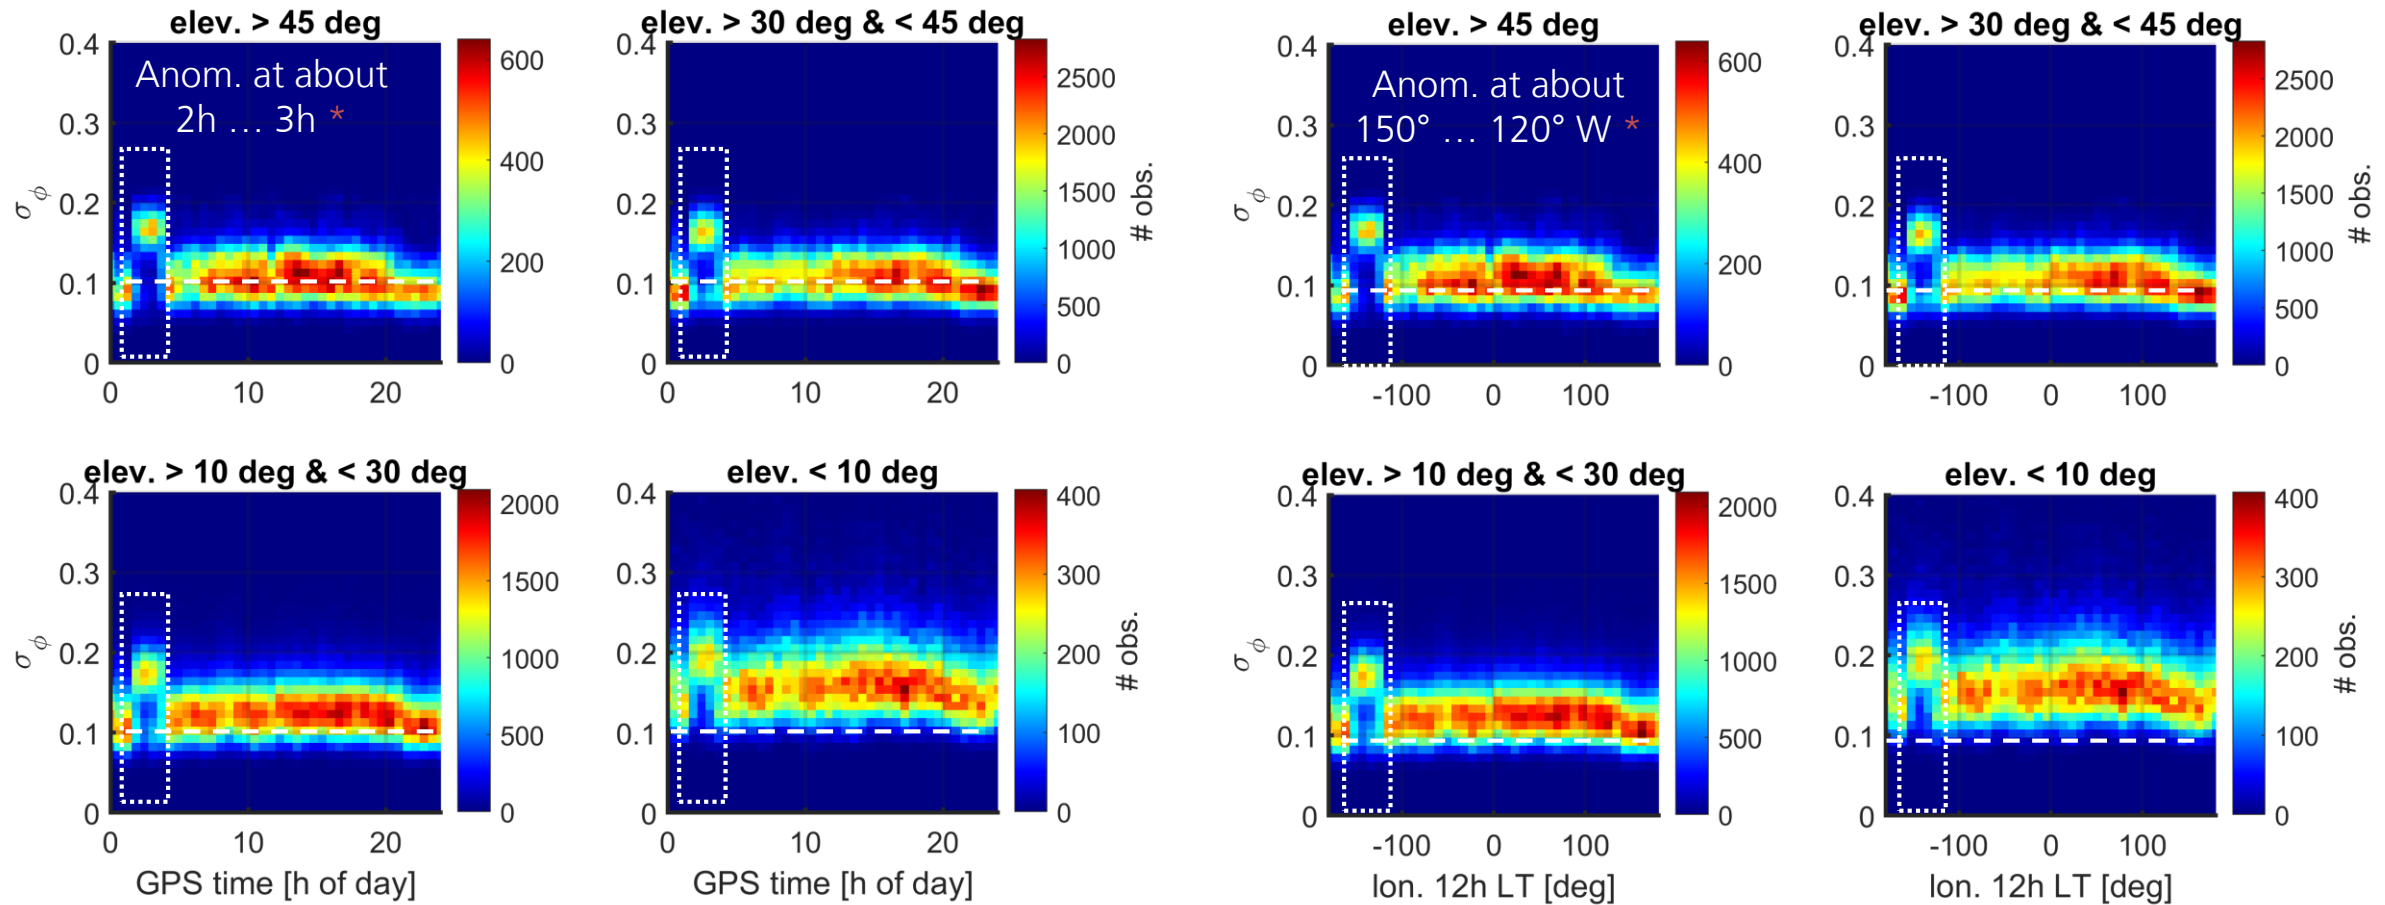 elev. > 45 deg
elev. > 30 deg & < 45 deg
elev. > 45 deg
elev. > 30 deg & < 45 deg
Anom. at about
2h … 3h *
Anom. at about
150° … 120° W *
0.4
0.3
0.2
0.1
0
σϕ
0 10 20
600
400
200
0
0.4
0.3
0.2
0.1
0
0 10 20
2500
2000
1500
1000
500
0
# obs.
0.4
0.3
0.2
0.1
0
σϕ
-100 0 100
600
400
200
0
0.4
0.3
0.2
0.1
0
-100 0 100
2500
2000
1500
1000
500
0
# obs.
elev. > 10 deg & < 30 deg
elev. < 10 deg
elev. > 10 deg & < 30 deg
elev. < 10 deg
0.4
0.3
0.2
0.1
0
σϕ
0 10 20
GPS time [h of day]
2000
1500
1000
500
0
0.4
0.3
0.2
0.1
0
0 10 20
GPS time [h of day]
400
300
200
100
0
# obs.
0.4
0.3
0.2
0.1
0
σϕ
-100 0 100
lon. 12h LT [deg]
2000
1500
1000
500
0
0.4
0.3
0.2
0.1
0
-100 0 100
lon. 12h LT [deg]
400
300
200
100
0
# obs.